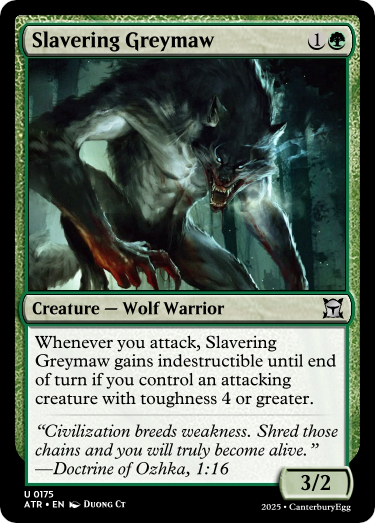 Slavering Greymaw 1
Creature — Wolf Warrior
Whenever you attack, Slavering
Greymaw gains indestructible until end
of turn if you control an attacking
creature with toughness 4 or greater.
“Civilization breeds weakness. Shred those
chains and you will truly become alive.”
—Doctrine of Ozhka, 1:16
3/2
U 0175
ATR • EN Duong Ct
2025 • CanterburyEgg